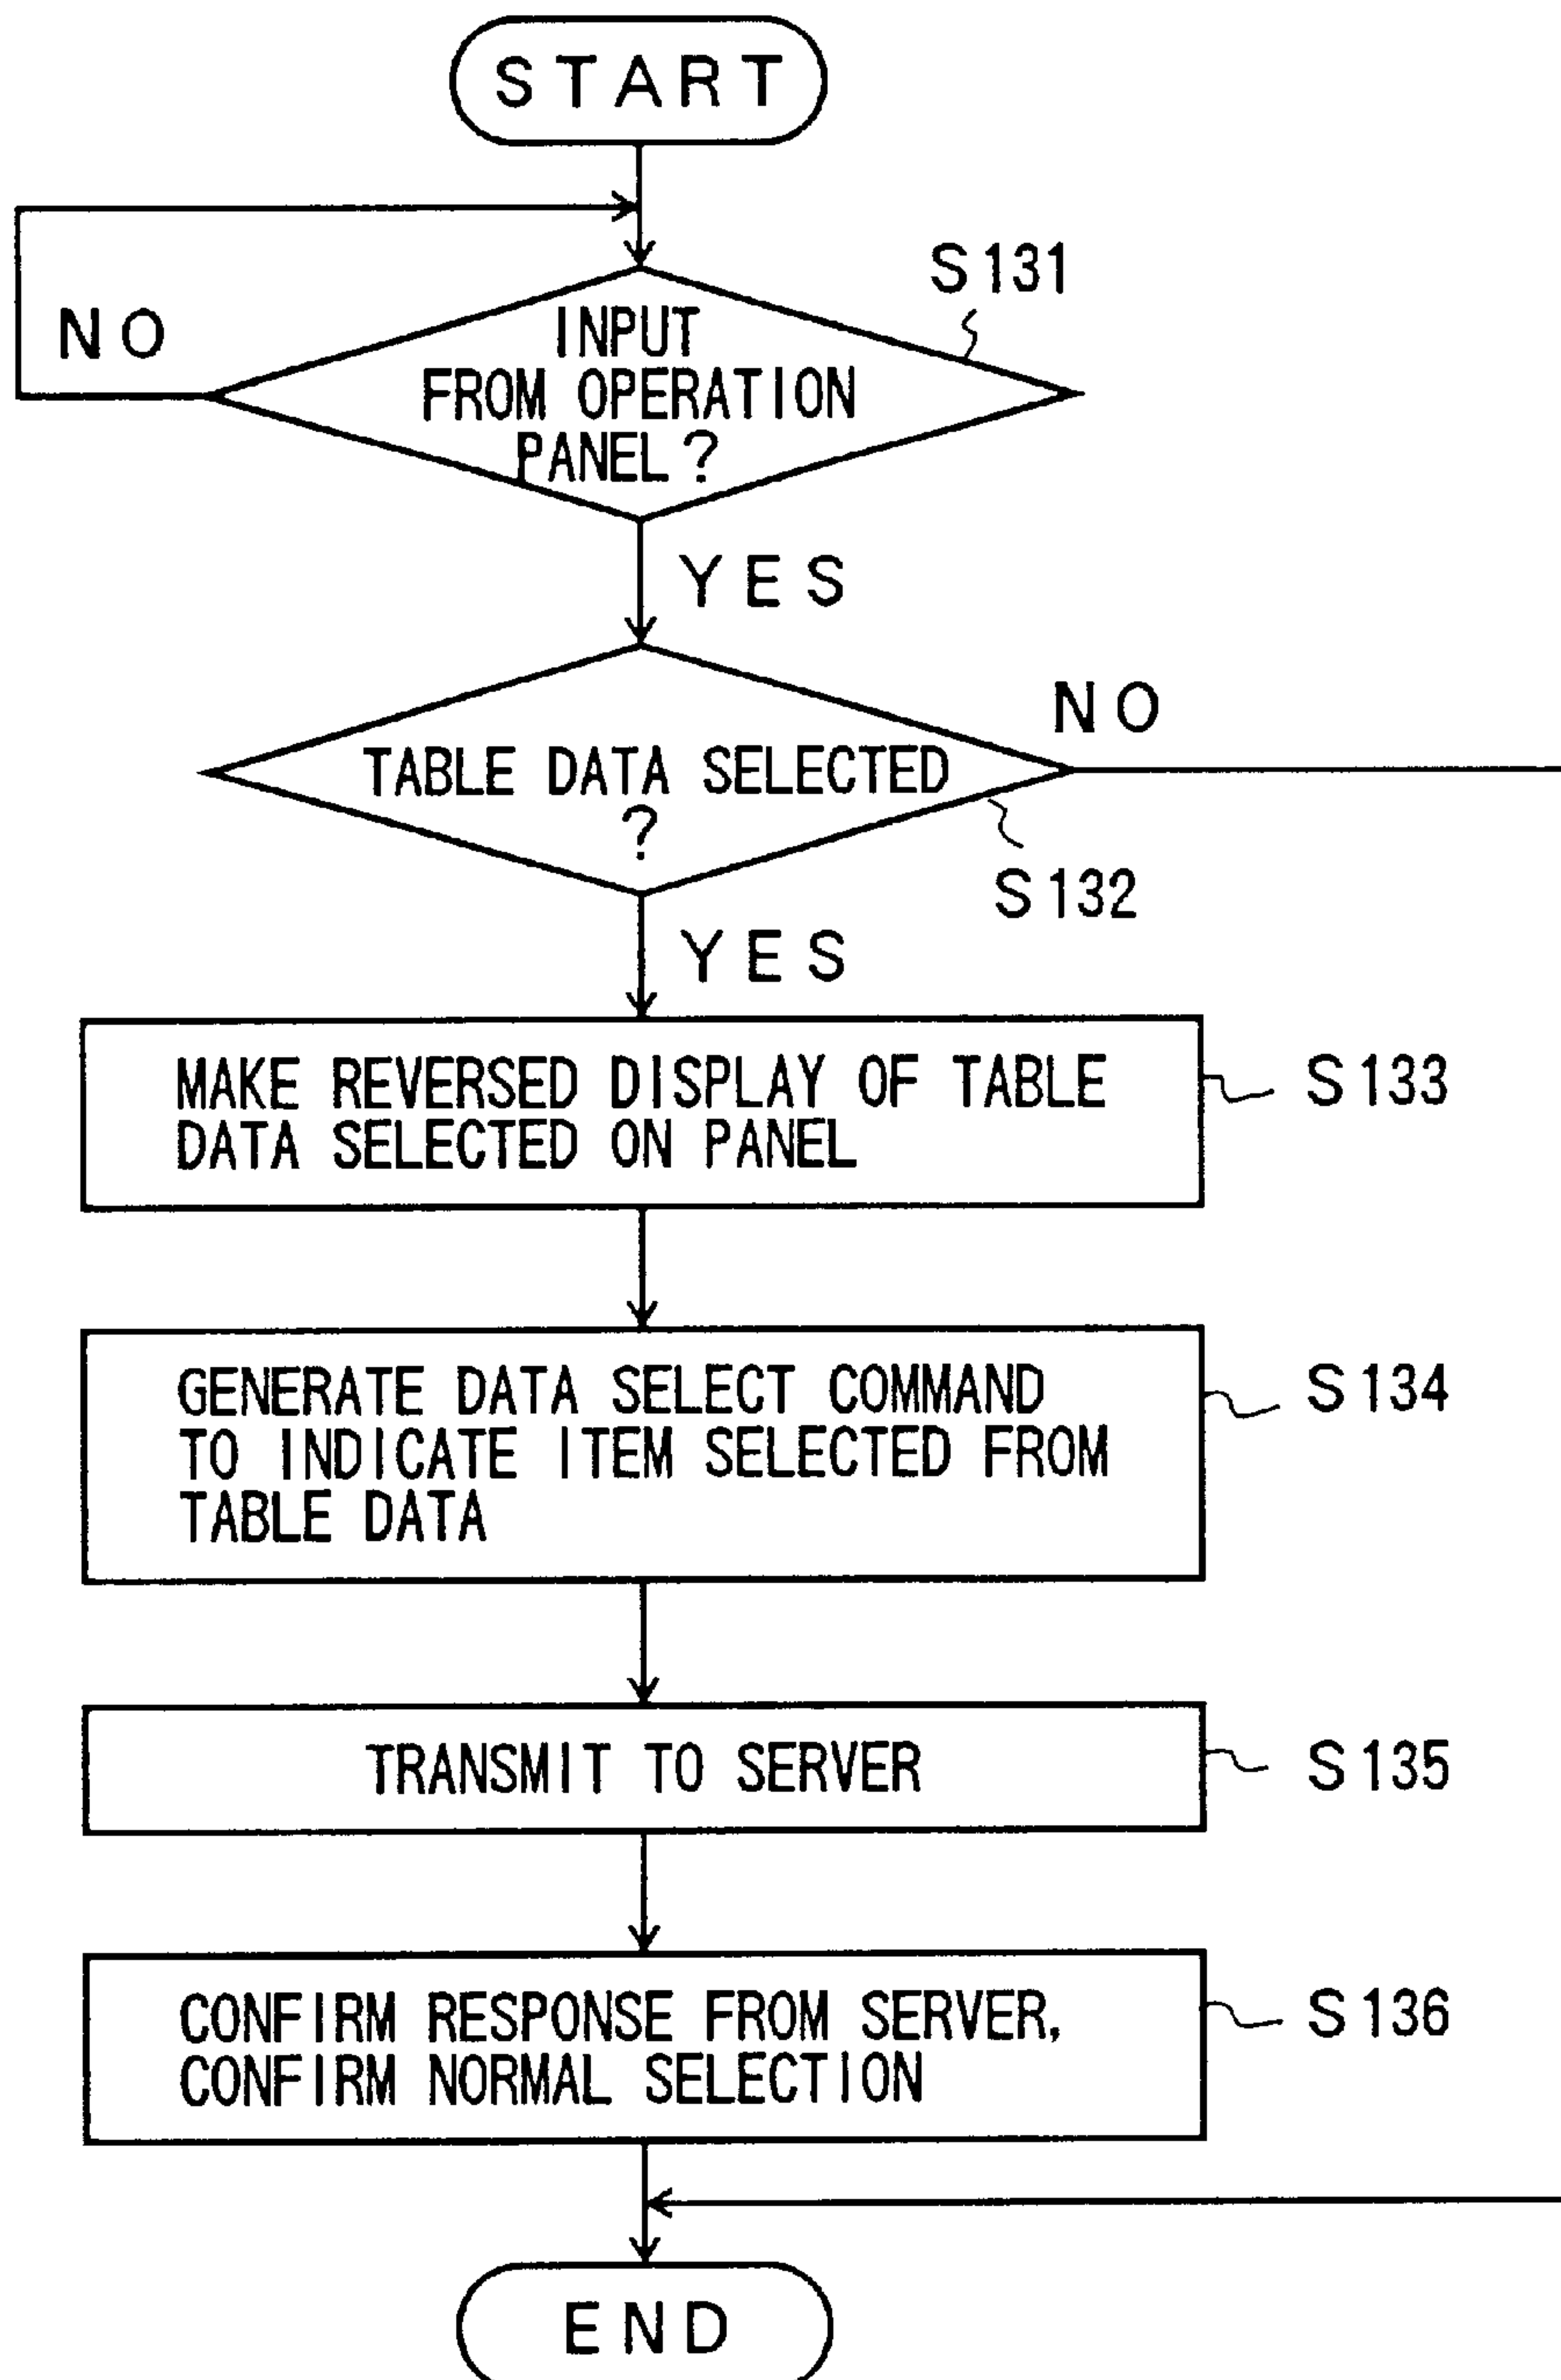 START
S131
NO
INPUT
FROM OPERATION
PANEL?
YES
NO
TABLE DATA SELECTED
?
S132
YES
MAKE REVERSED DISPLAY OF TABLE
DATA SELECTED ON PANEL
S133
GENERATE DATA SELECT COMMAND
TO INDICATE ITEM SELECTED FROM
TABLE DATA
S134
TRANSMIT TO SERVER
S135
CONFIRM RESPONSE FROM SERVER,
CONFIRM NORMAL SELECTION
S136
END